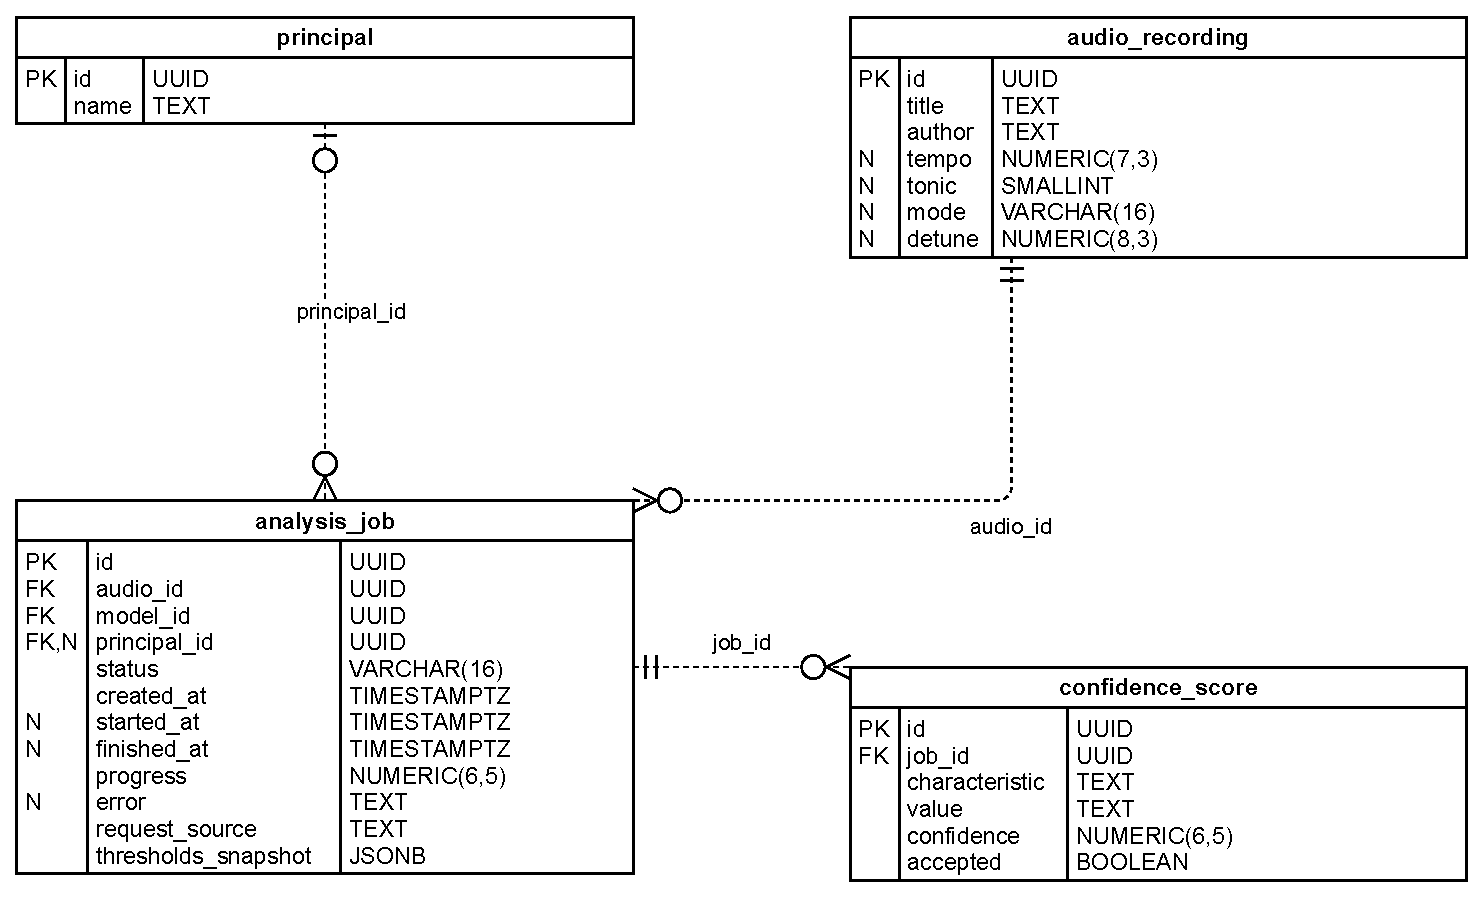 principal
PK id UUID
name TEXT
audio_recording
PK id UUID
title TEXT
author TEXT
N tempo NUMERIC(7,3)
N tonic SMALLINT
N mode VARCHAR(16)
N detune NUMERIC(8,3)
principal_id
audio_id
analysis_job
PK id UUID
FK audio_id UUID
FK model_id UUID
FK,N principal_id UUID
status VARCHAR(16)
created_at TIMESTAMPTZ
N started_at TIMESTAMPTZ
N finished_at TIMESTAMPTZ
progress NUMERIC(6,5)
N error TEXT
request_source TEXT
thresholds_snapshot JSONB
job_id
confidence_score
PK id UUID
FK job_id UUID
characteristic TEXT
value TEXT
confidence NUMERIC(6,5)
accepted BOOLEAN